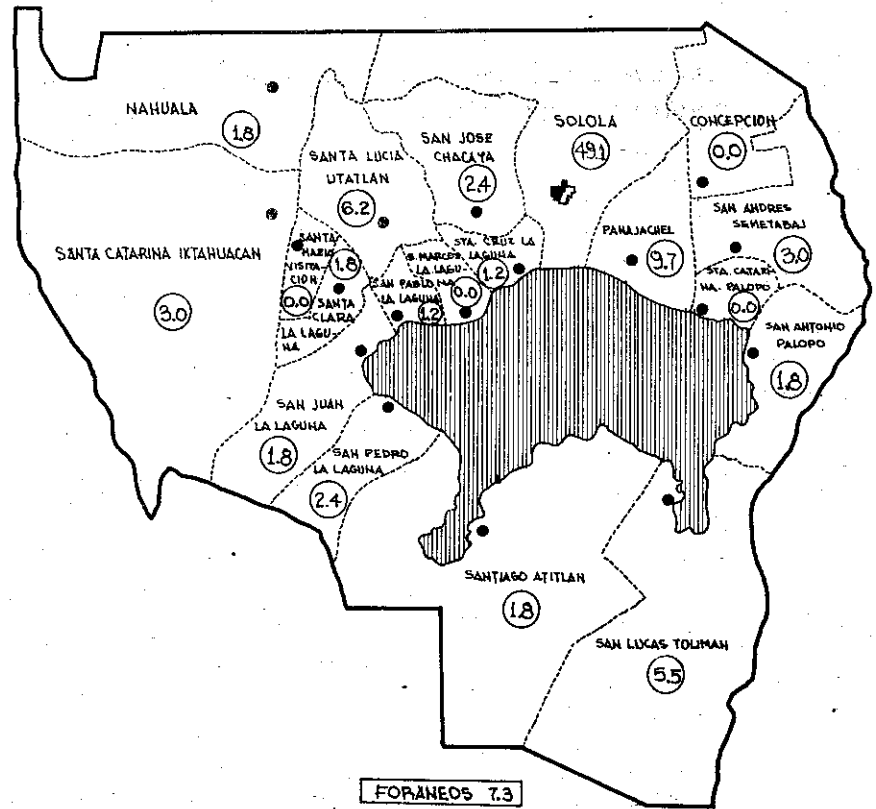 NAHUALA
1.8
SANTA LUCIA
UTATLAN
6.2
SAN JOSE
CHACAYA
2.4
SOLOLA
49.1
CONCEPCION
0.0
SANTA CATARINA IXTAHUACAN
3.0
SANTA
MARIA
VISITA-
CION
0.0
1.8
SANTA
CLARA
LA LAGU-
NA
S. MARCOS
LA LAGU-
NA
0.0
SAN PABLO
LA LAGUNA
1.2
STA. CRUZ LA
LAGUNA
1.2
PANAJACHEL
9.7
SAN ANDRES
SEMETABAJ
3.0
STA. CATARI-
NA. PALOPO
0.0
SAN ANTONIO
PALOPO
1.8
SAN JUAN
LA LAGUNA
1.8
SAN PEDRO
LA LAGUNA
2.4
SANTIAGO ATITLAN
1.8
SAN LUCAS TOLIMAN
5.5
FORANEOS 7.3